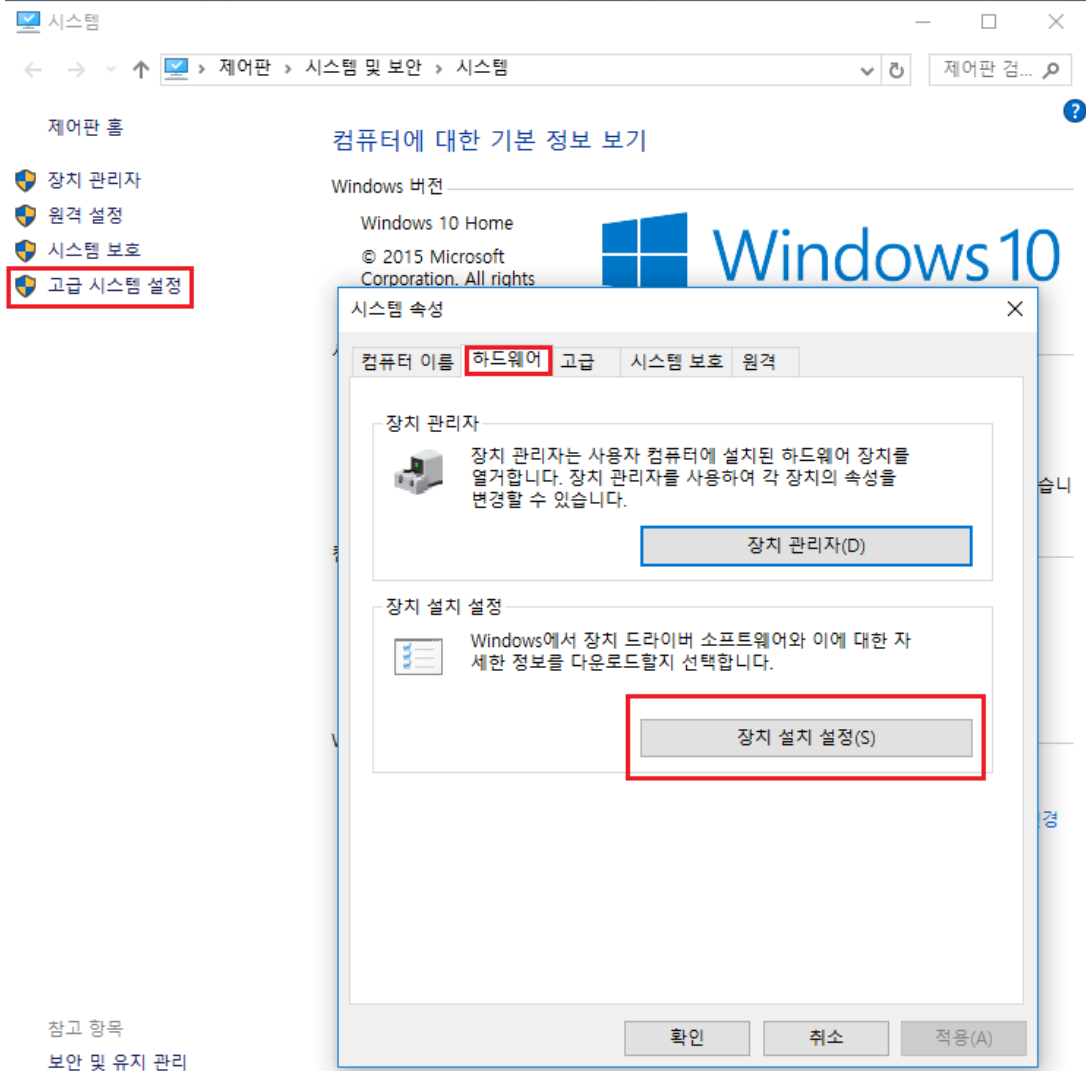 시스템
제어판 › 시스템 및 보안 › 시스템
제어판 검...
제어판 홈
장치 관리자
원격 설정
시스템 보호
고급 시스템 설정
참고 항목
보안 및 유지 관리
컴퓨터에 대한 기본 정보 보기
Windows 버전
Windows 10 Home
© 2015 Microsoft
Corporation. All rights
Windows 10
시스템 속성
컴퓨터 이름 하드웨어 고급 시스템 보호 원격
장치 관리자
장치 관리자는 사용자 컴퓨터에 설치된 하드웨어 장치를
열거합니다. 장치 관리자를 사용하여 각 장치의 속성을
변경할 수 있습니다.
장치 관리자(D)
장치 설치 설정
Windows에서 장치 드라이버 소프트웨어와 이에 대한 자
세한 정보를 다운로드할지 선택합니다.
장치 설치 설정(S)
확인 취소 적용(A)
습니
경